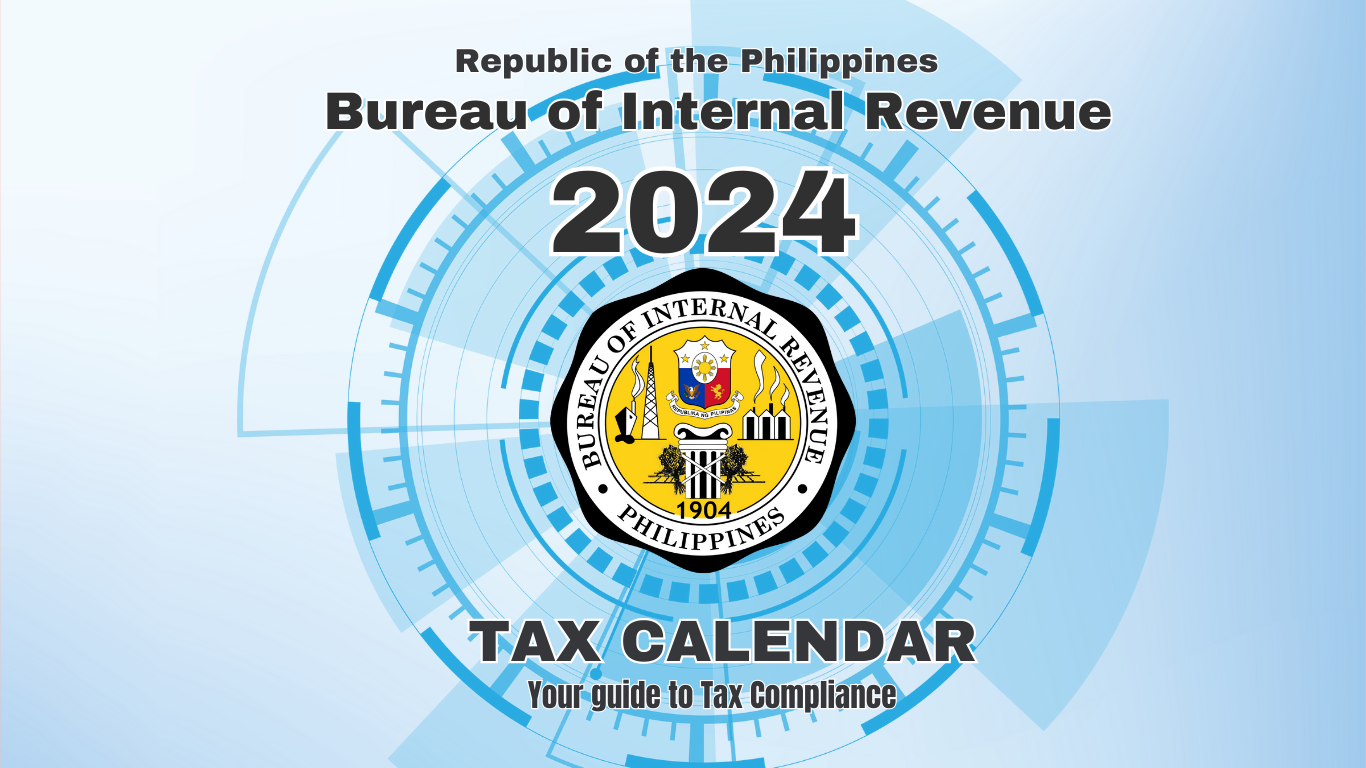 Republic of the Philippines
Bureau of Internal Revenue
2024
BUREAU OF INTERNAL REVENUE
REPUBLIKA NG PILIPINAS
1904
PHILIPPINES
TAX CALENDAR
Your guide to Tax Compliance